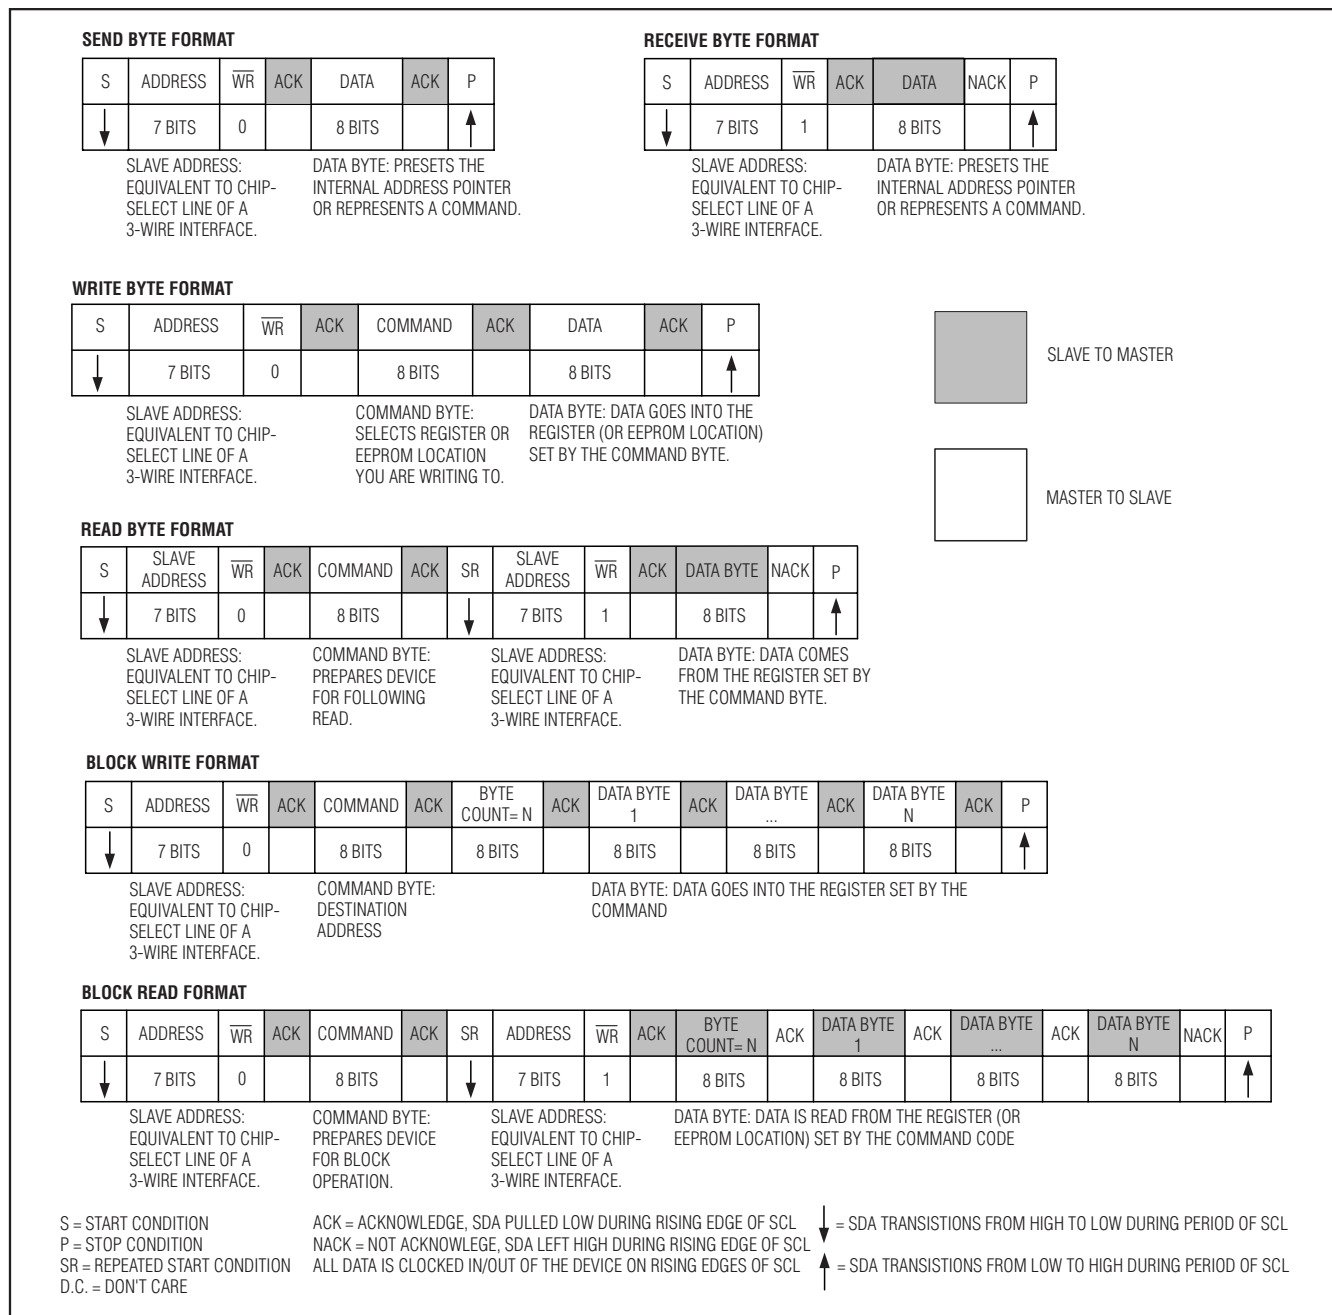 SEND BYTE FORMAT
S ADDRESS WR ACK DATA ACK P
7 BITS 0 8 BITS
SLAVE ADDRESS:
EQUIVALENT TO CHIP-
SELECT LINE OF A
3-WIRE INTERFACE.
DATA BYTE: PRESETS THE
INTERNAL ADDRESS POINTER
OR REPRESENTS A COMMAND.
RECEIVE BYTE FORMAT
S ADDRESS WR ACK DATA NACK P
7 BITS 1 8 BITS
SLAVE ADDRESS:
EQUIVALENT TO CHIP-
SELECT LINE OF A
3-WIRE INTERFACE.
DATA BYTE: PRESETS THE
INTERNAL ADDRESS POINTER
OR REPRESENTS A COMMAND.
WRITE BYTE FORMAT
S ADDRESS WR ACK COMMAND ACK DATA ACK P
7 BITS 0 8 BITS 8 BITS
SLAVE ADDRESS:
EQUIVALENT TO CHIP-
SELECT LINE OF A
3-WIRE INTERFACE.
COMMAND BYTE:
SELECTS REGISTER OR
EEPROM LOCATION
YOU ARE WRITING TO.
DATA BYTE: DATA GOES INTO THE
REGISTER (OR EEPROM LOCATION)
SET BY THE COMMAND BYTE.
SLAVE TO MASTER
MASTER TO SLAVE
READ BYTE FORMAT
S SLAVE ADDRESS WR ACK COMMAND ACK SR SLAVE ADDRESS WR ACK DATA BYTE NACK P
7 BITS 0 8 BITS 7 BITS 1 8 BITS
SLAVE ADDRESS:
EQUIVALENT TO CHIP-
SELECT LINE OF A
3-WIRE INTERFACE.
COMMAND BYTE:
PREPARES DEVICE
FOR FOLLOWING
READ.
SLAVE ADDRESS:
EQUIVALENT TO CHIP-
SELECT LINE OF A
3-WIRE INTERFACE.
DATA BYTE: DATA COMES
FROM THE REGISTER SET BY
THE COMMAND BYTE.
BLOCK WRITE FORMAT
S ADDRESS WR ACK COMMAND ACK BYTE COUNT= N ACK DATA BYTE 1 ACK DATA BYTE ... ACK DATA BYTE N ACK P
7 BITS 0 8 BITS 8 BITS 8 BITS 8 BITS 8 BITS
SLAVE ADDRESS:
EQUIVALENT TO CHIP-
SELECT LINE OF A
3-WIRE INTERFACE.
COMMAND BYTE:
DESTINATION
ADDRESS
DATA BYTE: DATA GOES INTO THE REGISTER SET BY THE
COMMAND
BLOCK READ FORMAT
S ADDRESS WR ACK COMMAND ACK SR ADDRESS WR ACK BYTE COUNT= N ACK DATA BYTE 1 ACK DATA BYTE ... ACK DATA BYTE N NACK P
7 BITS 0 8 BITS 7 BITS 1 8 BITS 8 BITS 8 BITS 8 BITS
SLAVE ADDRESS:
EQUIVALENT TO CHIP-
SELECT LINE OF A
3-WIRE INTERFACE.
COMMAND BYTE:
PREPARES DEVICE
FOR BLOCK
OPERATION.
SLAVE ADDRESS:
EQUIVALENT TO CHIP-
SELECT LINE OF A
3-WIRE INTERFACE.
DATA BYTE: DATA IS READ FROM THE REGISTER (OR
EEPROM LOCATION) SET BY THE COMMAND CODE
S = START CONDITION
P = STOP CONDITION
SR = REPEATED START CONDITION
D.C. = DON'T CARE
ACK = ACKNOWLEDGE, SDA PULLED LOW DURING RISING EDGE OF SCL
NACK = NOT ACKNOWLEGE, SDA LEFT HIGH DURING RISING EDGE OF SCL
ALL DATA IS CLOCKED IN/OUT OF THE DEVICE ON RISING EDGES OF SCL
= SDA TRANSISTIONS FROM HIGH TO LOW DURING PERIOD OF SCL
= SDA TRANSISTIONS FROM LOW TO HIGH DURING PERIOD OF SCL